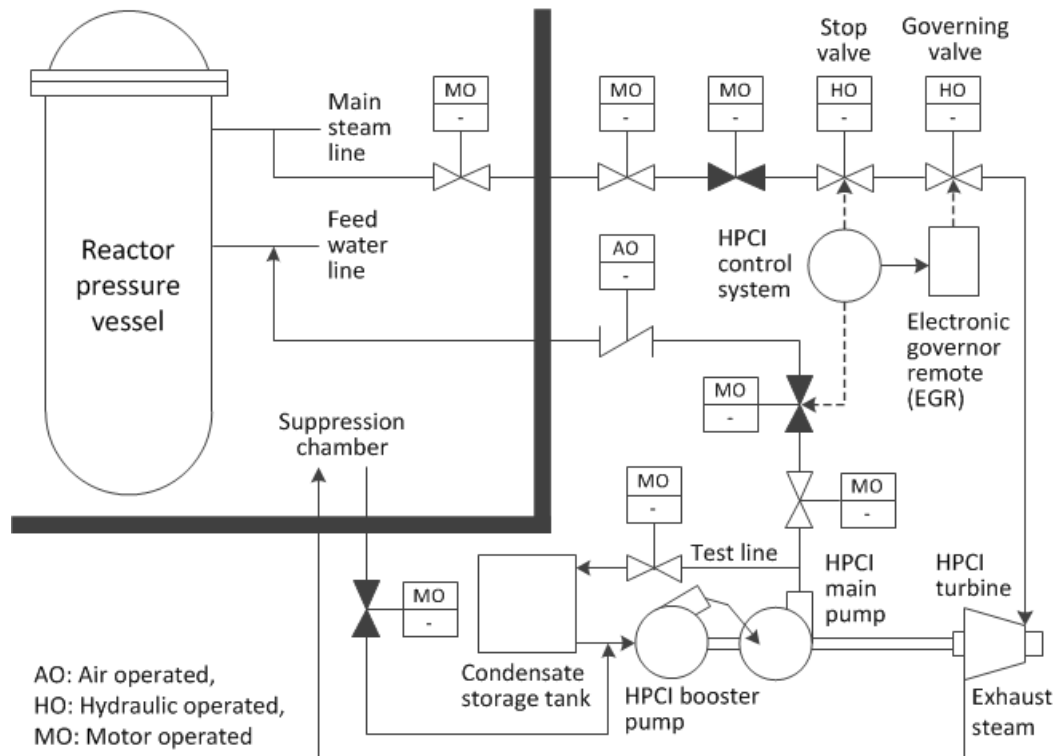 Stop
valve
Governing
valve
MO
-
MO
-
MO
-
HO
-
HO
-
Main
steam
line
Feed
water
line
Reactor
pressure
vessel
AO
-
HPCI
control
system
Electronic
governor
remote
(EGR)
MO
-
Suppression
chamber
MO
-
MO
-
Test line
HPCI
main
pump
HPCI
turbine
MO
-
Condensate
storage tank
HPCI booster
pump
Exhaust
steam
AO: Air operated,
HO: Hydraulic operated,
MO: Motor operated